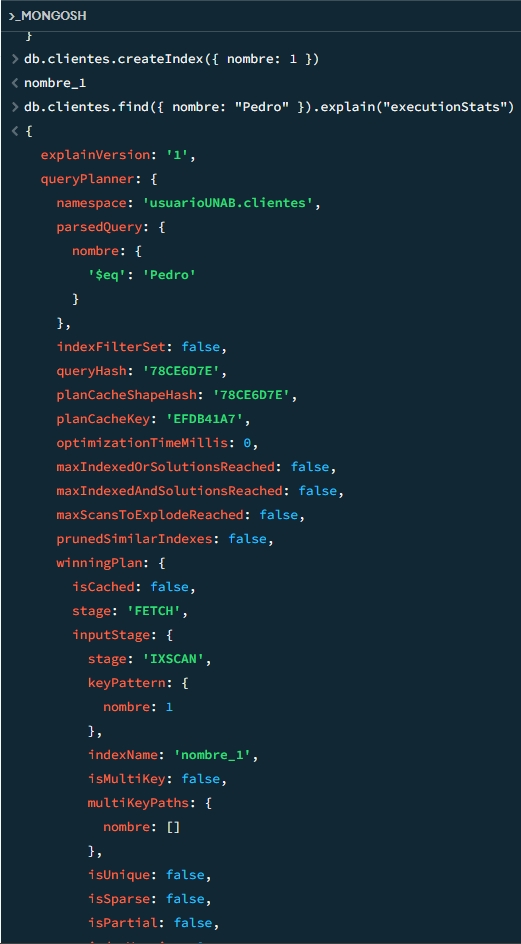 >_MONGOSH
}
> db.clientes.createIndex({ nombre: 1 })
< nombre_1
> db.clientes.find({ nombre: "Pedro" }).explain("executionStats")
< {
explainVersion: '1',
queryPlanner: {
namespace: 'usuarioUNAB.clientes',
parsedQuery: {
nombre: {
'$eq': 'Pedro'
}
},
indexFilterSet: false,
queryHash: '78CE6D7E',
planCacheShapeHash: '78CE6D7E',
planCacheKey: 'EFDB41A7',
optimizationTimeMillis: 0,
maxIndexedOrSolutionsReached: false,
maxIndexedAndSolutionsReached: false,
maxScansToExplodeReached: false,
prunedSimilarIndexes: false,
winningPlan: {
isCached: false,
stage: 'FETCH',
inputStage: {
stage: 'IXSCAN',
keyPattern: {
nombre: 1
},
indexName: 'nombre_1',
isMultiKey: false,
multiKeyPaths: {
nombre: []
},
isUnique: false,
isSparse: false,
isPartial: false,